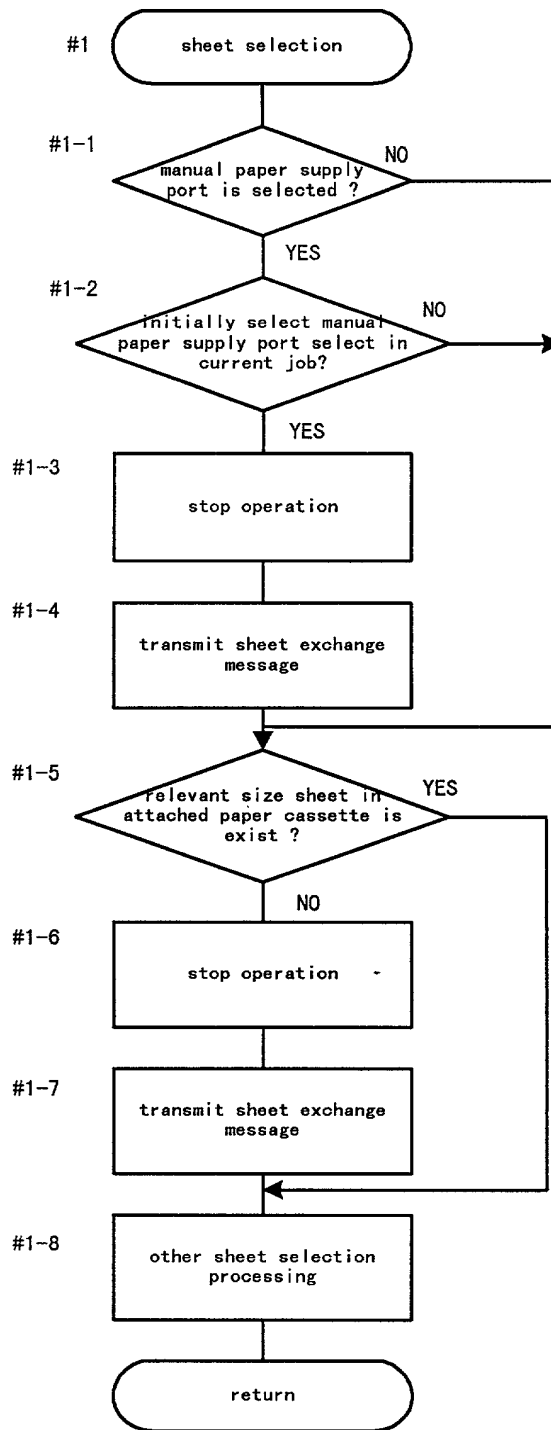 #1
sheet selection
#1-1
manual paper supply
port is selected ?
NO
YES
#1-2
initially select manual
paper supply port select in
current job?
NO
YES
#1-3
stop operation
#1-4
transmit sheet exchange
message
#1-5
relevant size sheet in
attached paper cassette is
exist ?
YES
NO
#1-6
stop operation
#1-7
transmit sheet exchange
message
#1-8
other sheet selection
processing
return